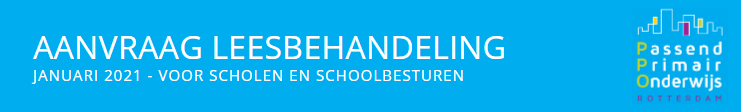 AANVRAAG LEESBEHANDELING
JANUARI 2021 - VOOR SCHOLEN EN SCHOOLBESTUREN
Passend
Primair
Onderwijs
ROTTERDAM